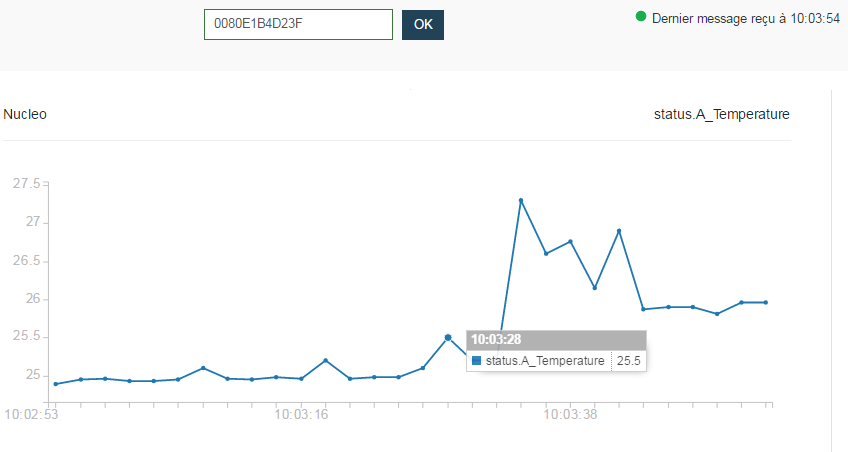 0080E1B4D23F
OK
Dernier message reçu à 10:03:54
Nucleo
status.A_Temperature
27.5
27
26.5
26
25.5
25
10:03:28
status.A_Temperature 25.5
10:02:53
10:03:16
10:03:38